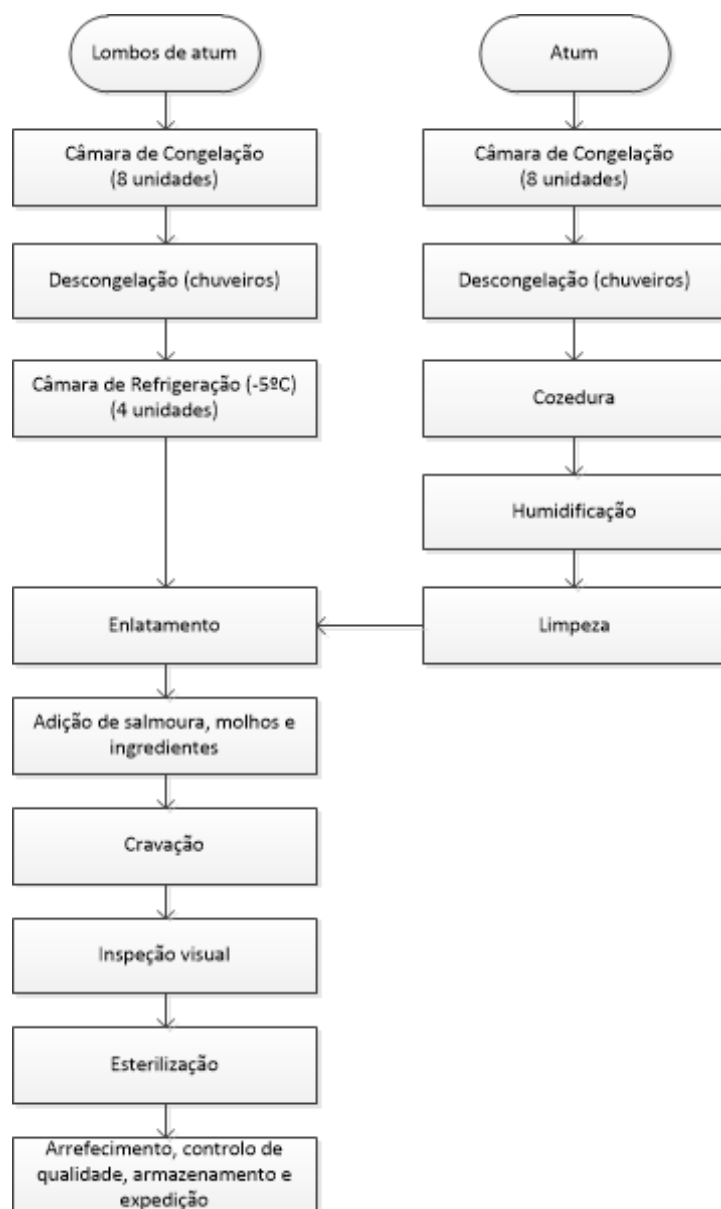 Lombos de atum
Atum
Câmara de Congelação
(8 unidades)
Câmara de Congelação
(8 unidades)
Descongelação (chuveiros)
Descongelação (chuveiros)
Câmara de Refrigeração (-5ºC)
(4 unidades)
Cozedura
Humidificação
Enlatamento
Limpeza
Adição de salmoura, molhos e
ingredientes
Cravação
Inspeção visual
Esterilização
Arrefecimento, controlo de
qualidade, armazenamento e
expedição